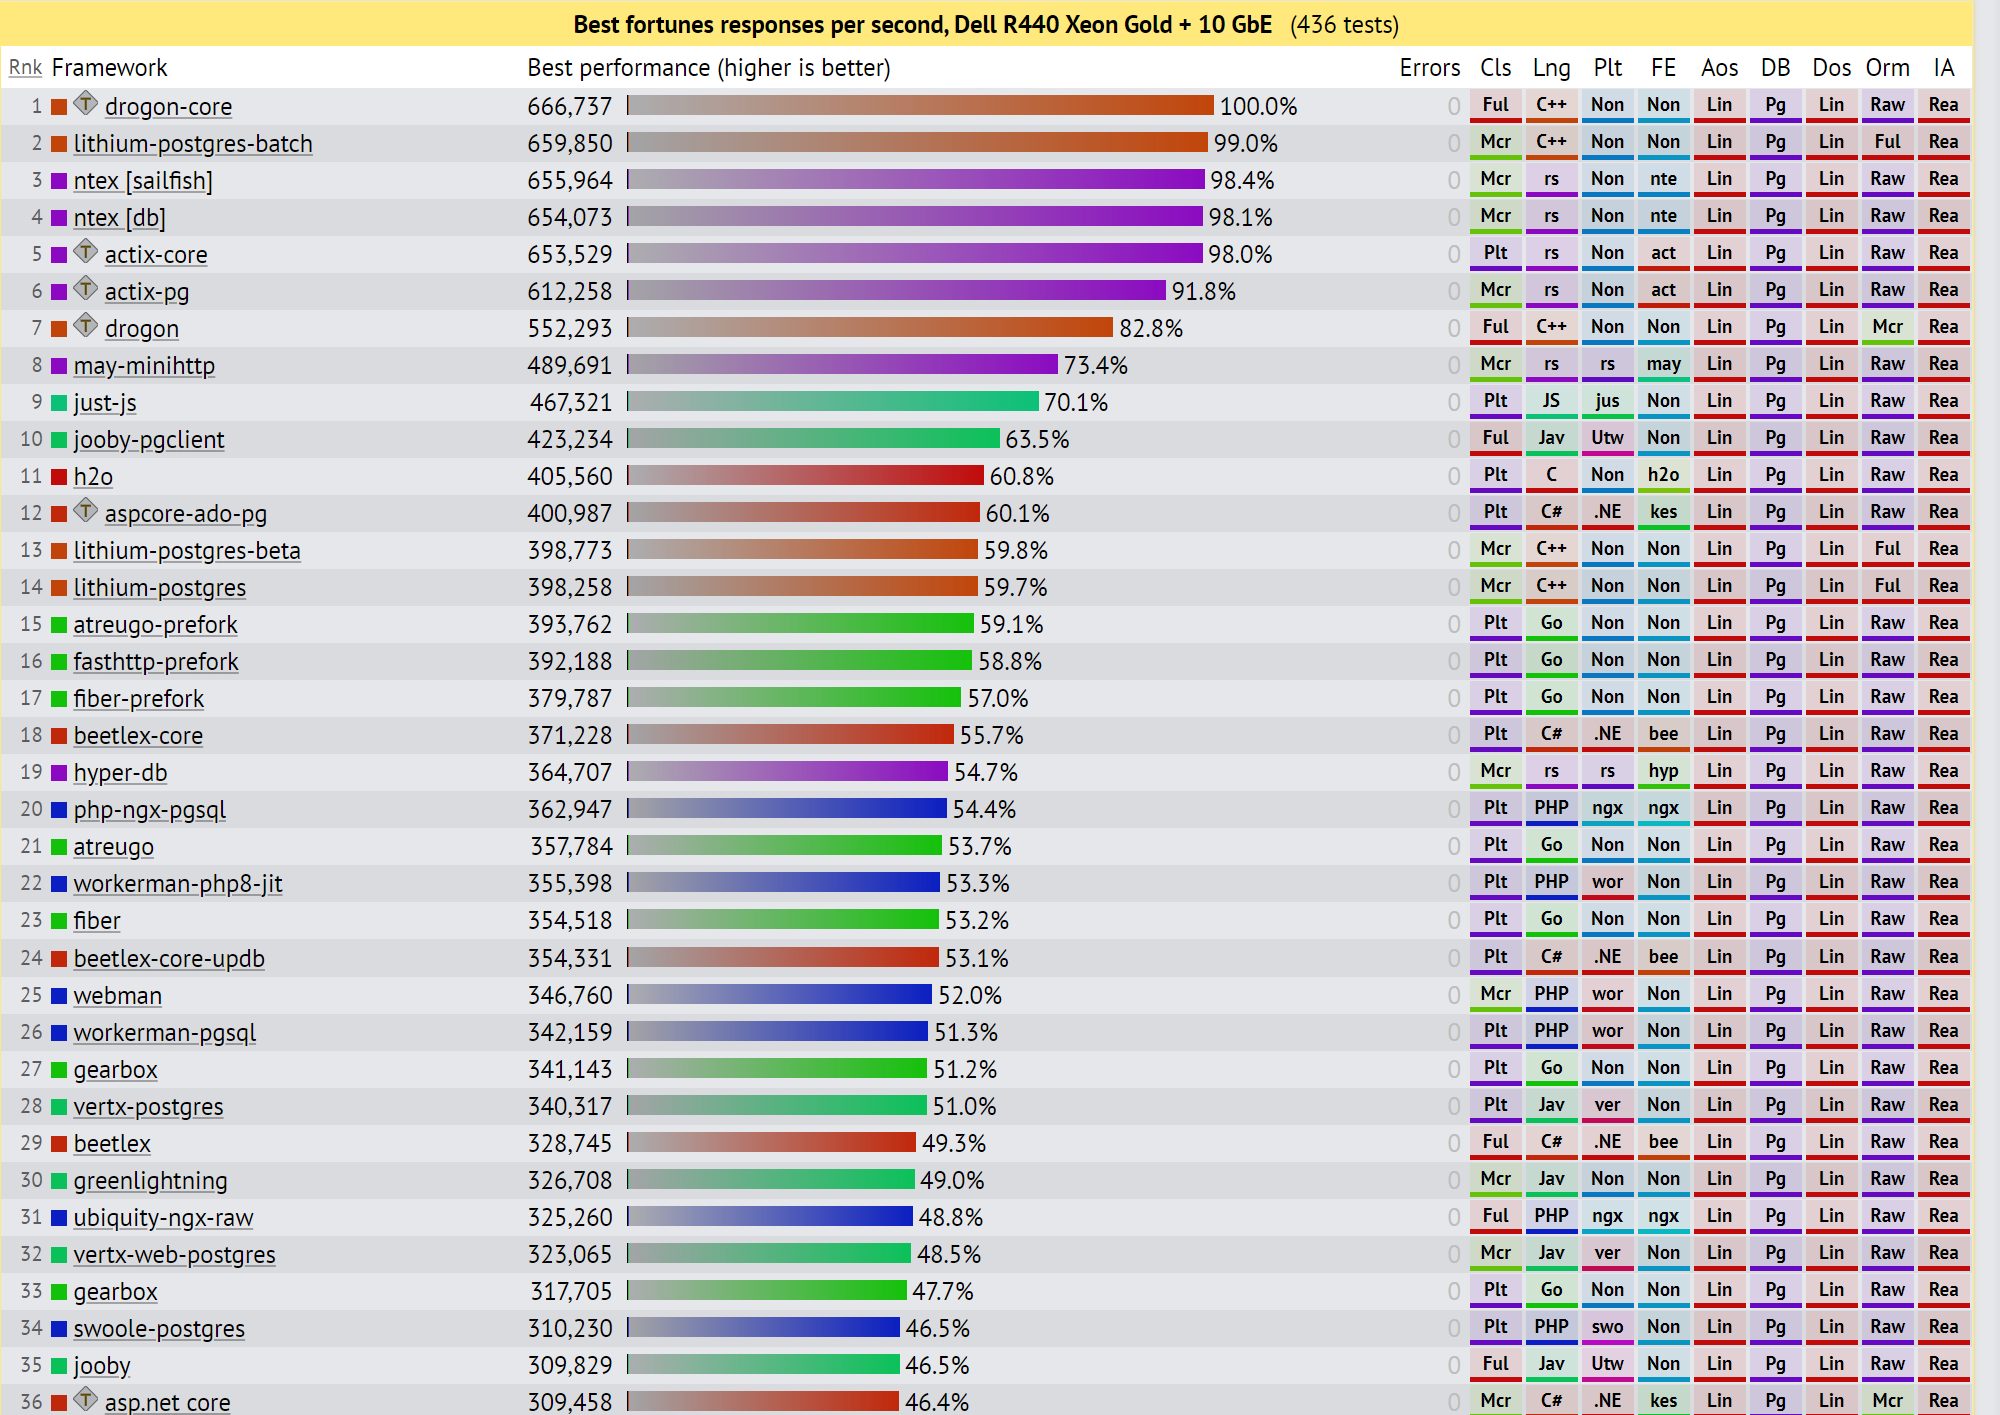 Best fortunes responses per second, Dell R440 Xeon Gold + 10 GbE (436 tests)
Rnk Framework Best performance (higher is better) Errors Cls Lng Plt FE Aos DB Dos Orm IA
1 T drogon-core 666,737 100.0% 0 Ful C++ Non Non Lin Pg Lin Raw Rea
2 lithium-postgres-batch 659,850 99.0% 0 Mcr C++ Non Non Lin Pg Lin Ful Rea
3 ntex [sailfish] 655,964 98.4% 0 Mcr rs Non nte Lin Pg Lin Raw Rea
4 ntex [db] 654,073 98.1% 0 Mcr rs Non nte Lin Pg Lin Raw Rea
5 T actix-core 653,529 98.0% 0 Plt rs Non act Lin Pg Lin Raw Rea
6 T actix-pg 612,258 91.8% 0 Mcr rs Non act Lin Pg Lin Raw Rea
7 T drogon 552,293 82.8% 0 Ful C++ Non Non Lin Pg Lin Mcr Rea
8 may-minihttp 489,691 73.4% 0 Mcr rs rs may Lin Pg Lin Raw Rea
9 just-js 467,321 70.1% 0 Plt JS jus Non Lin Pg Lin Raw Rea
10 jooby-pgclient 423,234 63.5% 0 Ful Jav Utw Non Lin Pg Lin Raw Rea
11 h2o 405,560 60.8% 0 Plt C Non h2o Lin Pg Lin Raw Rea
12 T aspcore-ado-pg 400,987 60.1% 0 Plt C# .NE kes Lin Pg Lin Raw Rea
13 lithium-postgres-beta 398,773 59.8% 0 Mcr C++ Non Non Lin Pg Lin Ful Rea
14 lithium-postgres 398,258 59.7% 0 Mcr C++ Non Non Lin Pg Lin Ful Rea
15 atreugo-prefork 393,762 59.1% 0 Plt Go Non Non Lin Pg Lin Raw Rea
16 fasthttp-prefork 392,188 58.8% 0 Plt Go Non Non Lin Pg Lin Raw Rea
17 fiber-prefork 379,787 57.0% 0 Plt Go Non Non Lin Pg Lin Raw Rea
18 beetlex-core 371,228 55.7% 0 Plt C# .NE bee Lin Pg Lin Raw Rea
19 hyper-db 364,707 54.7% 0 Mcr rs rs hyp Lin Pg Lin Raw Rea
20 php-ngx-pgsql 362,947 54.4% 0 Plt PHP ngx ngx Lin Pg Lin Raw Rea
21 atreugo 357,784 53.7% 0 Plt Go Non Non Lin Pg Lin Raw Rea
22 workerman-php8-jit 355,398 53.3% 0 Plt PHP wor Non Lin Pg Lin Raw Rea
23 fiber 354,518 53.2% 0 Plt Go Non Non Lin Pg Lin Raw Rea
24 beetlex-core-updb 354,331 53.1% 0 Plt C# .NE bee Lin Pg Lin Raw Rea
25 webman 346,760 52.0% 0 Mcr PHP wor Non Lin Pg Lin Raw Rea
26 workerman-pgsql 342,159 51.3% 0 Plt PHP wor Non Lin Pg Lin Raw Rea
27 gearbox 341,143 51.2% 0 Plt Go Non Non Lin Pg Lin Raw Rea
28 vertx-postgres 340,317 51.0% 0 Plt Jav ver Non Lin Pg Lin Raw Rea
29 beetlex 328,745 49.3% 0 Ful C# .NE bee Lin Pg Lin Raw Rea
30 greenlightning 326,708 49.0% 0 Mcr Jav Non Non Lin Pg Lin Raw Rea
31 ubiquity-ngx-raw 325,260 48.8% 0 Ful PHP ngx ngx Lin Pg Lin Raw Rea
32 vertx-web-postgres 323,065 48.5% 0 Mcr Jav ver Non Lin Pg Lin Raw Rea
33 gearbox 317,705 47.7% 0 Plt Go Non Non Lin Pg Lin Raw Rea
34 swoole-postgres 310,230 46.5% 0 Plt PHP swo Non Lin Pg Lin Raw Rea
35 jooby 309,829 46.5% 0 Ful Jav Utw Non Lin Pg Lin Raw Rea
36 T asp.net core 309,458 46.4% 0 Mcr C# .NE kes Lin Pg Lin Mcr Rea